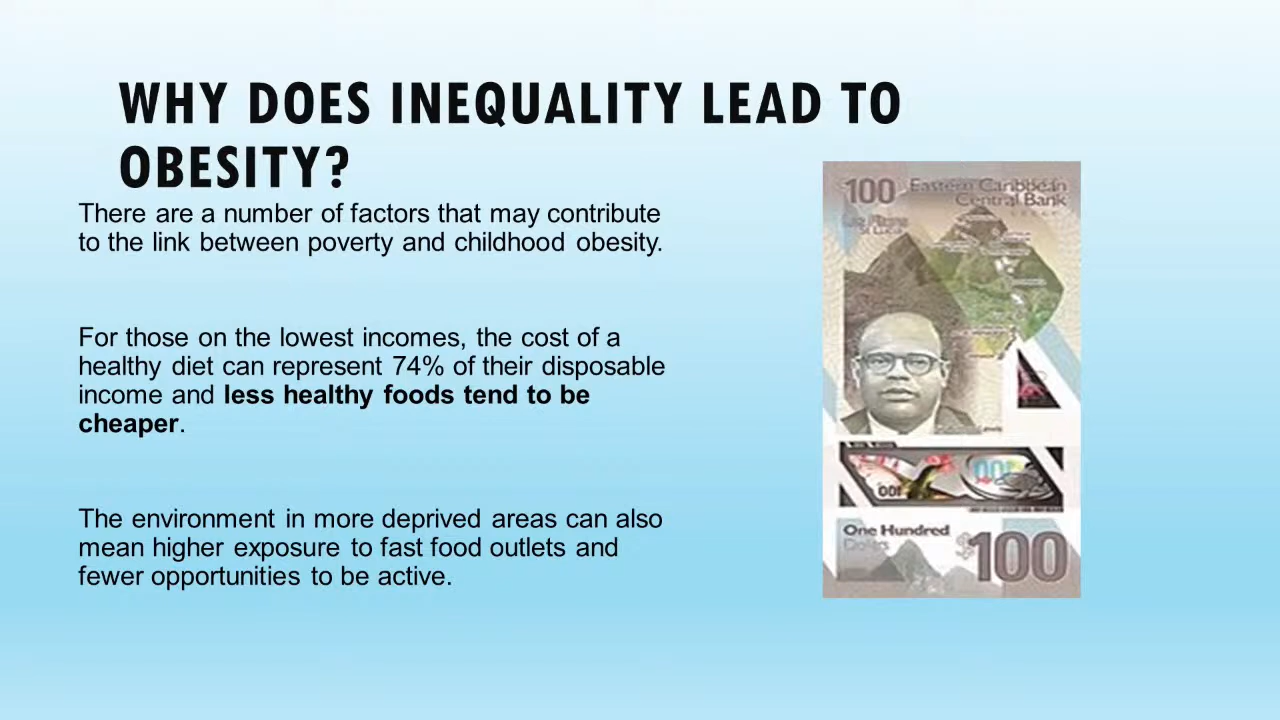 WHY DOES INEQUALITY LEAD TO
OBESITY?
There are a number of factors that may contribute
to the link between poverty and childhood obesity.
For those on the lowest incomes, the cost of a
healthy diet can represent 74% of their disposable
income and less healthy foods tend to be
cheaper.
The environment in more deprived areas can also
mean higher exposure to fast food outlets and
fewer opportunities to be active.
100
Eastern Caribbean
Central Bank
100
One Hundred
Dollars
$100